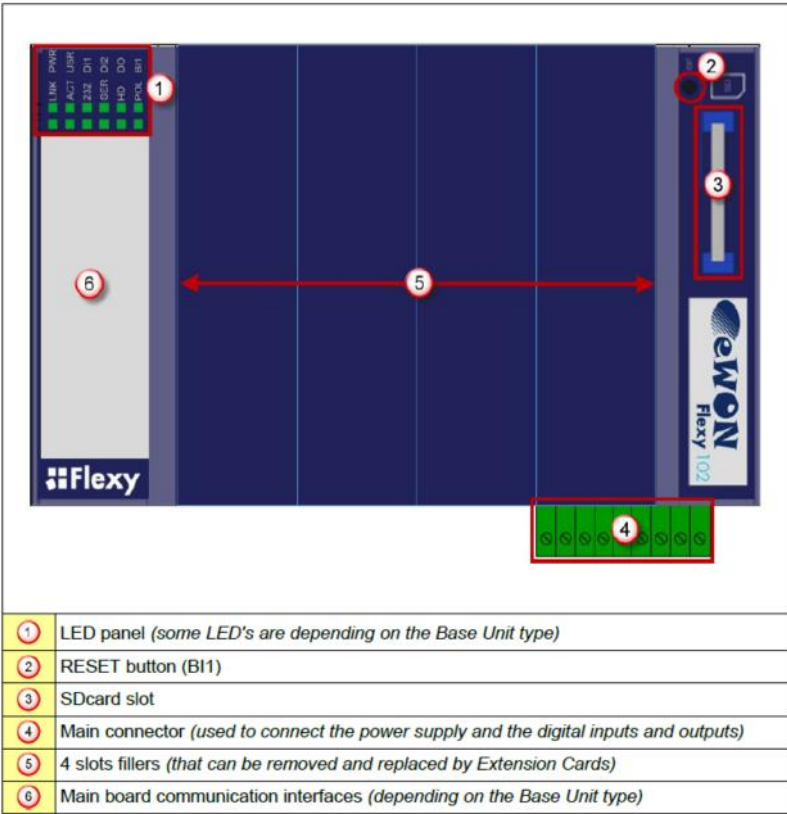 PWR USR DI1 DI2 DO BI1
LNK ACT 232 SER HD POL
1
2
3
eWON
Flexy 102
5
6
Flexy
4
1 LED panel (some LED's are depending on the Base Unit type)
2 RESET button (BI1)
3 SDcard slot
4 Main connector (used to connect the power supply and the digital inputs and outputs)
5 4 slots fillers (that can be removed and replaced by Extension Cards)
6 Main board communication interfaces (depending on the Base Unit type)